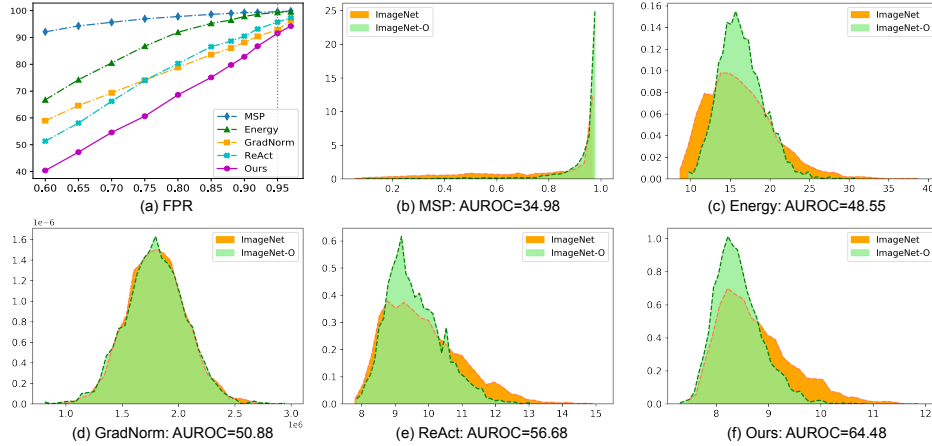 100
90
80
70
60
50
40
MSP
Energy
GradNorm
ReAct
Ours
0.60 0.65 0.70 0.75 0.80 0.85 0.90 0.95
(a) FPR
25
20
15
10
5
0
ImageNet
ImageNet-O
0.2 0.4 0.6 0.8 1.0
(b) MSP: AUROC=34.98
0.16
0.14
0.12
0.10
0.08
0.06
0.04
0.02
0.00
ImageNet
ImageNet-O
10 15 20 25 30 35 40
(c) Energy: AUROC=48.55
1e-6
1.6
1.4
1.2
1.0
0.8
0.6
0.4
0.2
0.0
ImageNet
ImageNet-O
1.0 1.5 2.0 2.5 3.0
1e6
(d) GradNorm: AUROC=50.88
0.6
0.5
0.4
0.3
0.2
0.1
0.0
ImageNet
ImageNet-O
8 9 10 11 12 13 14 15
(e) ReAct: AUROC=56.68
1.0
0.8
0.6
0.4
0.2
0.0
ImageNet
ImageNet-O
8 9 10 11 12
(f) Ours: AUROC=64.48